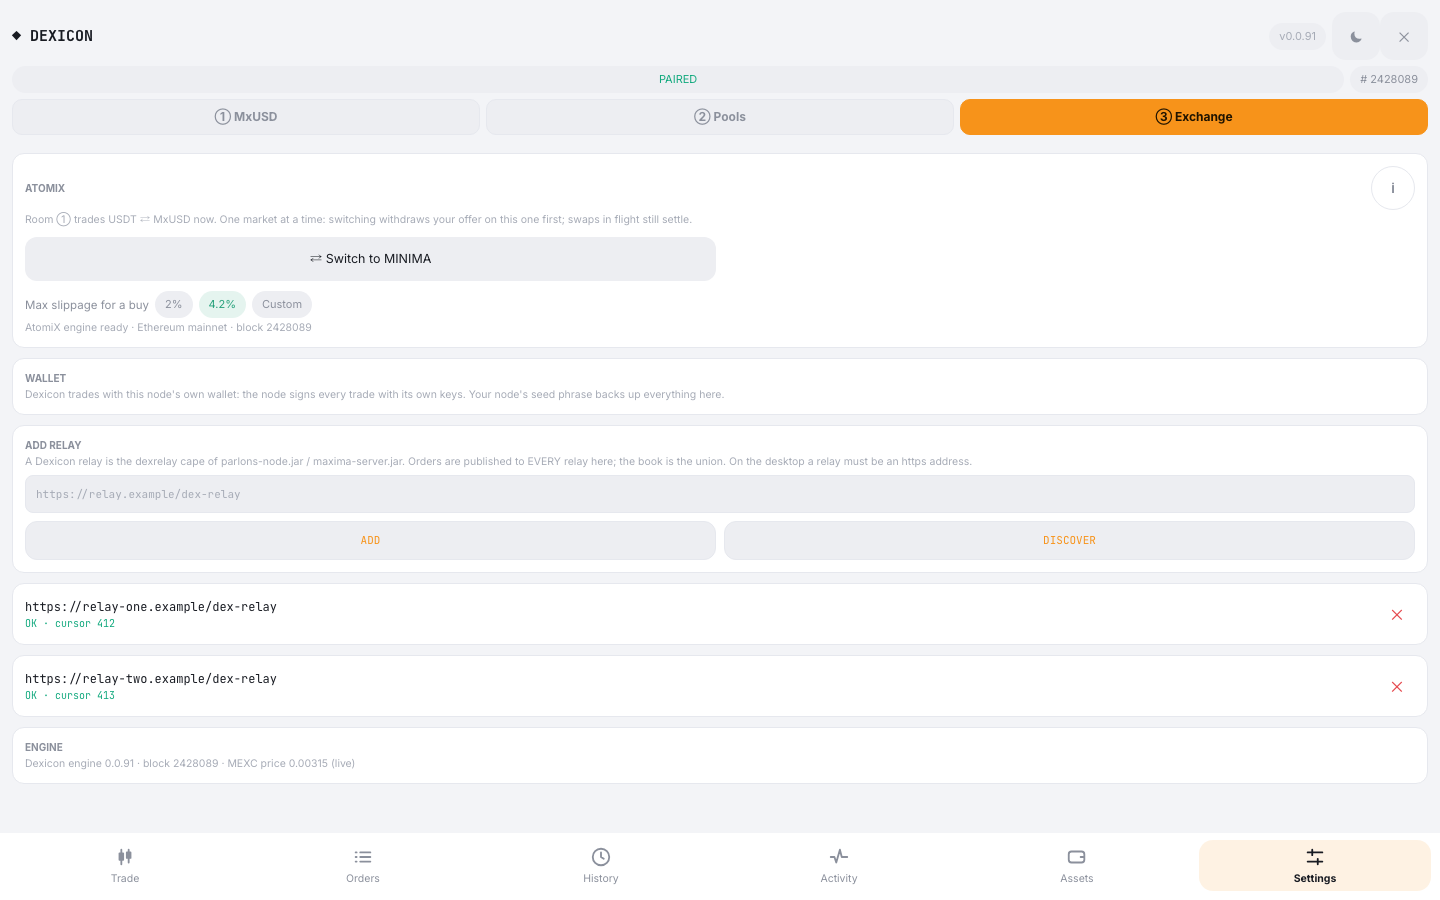 ◆ DEXICON
v0.0.91
PAIRED
# 2428089
① MxUSD
② Pools
③ Exchange
ATOMIX
i
Room ① trades USDT ⇄ MxUSD now. One market at a time: switching withdraws your offer on this one first; swaps in flight still settle.
⇄ Switch to MINIMA
Max slippage for a buy 2% 4.2% Custom
AtomiX engine ready · Ethereum mainnet · block 2428089
WALLET
Dexicon trades with this node's own wallet: the node signs every trade with its own keys. Your node's seed phrase backs up everything here.
ADD RELAY
A Dexicon relay is the dexrelay cape of parlons-node.jar / maxima-server.jar. Orders are published to EVERY relay here; the book is the union. On the desktop a relay must be an https address.
https://relay.example/dex-relay
ADD
DISCOVER
https://relay-one.example/dex-relay
OK · cursor 412
https://relay-two.example/dex-relay
OK · cursor 413
ENGINE
Dexicon engine 0.0.91 · block 2428089 · MEXC price 0.00315 (live)
Trade
Orders
History
Activity
Assets
Settings